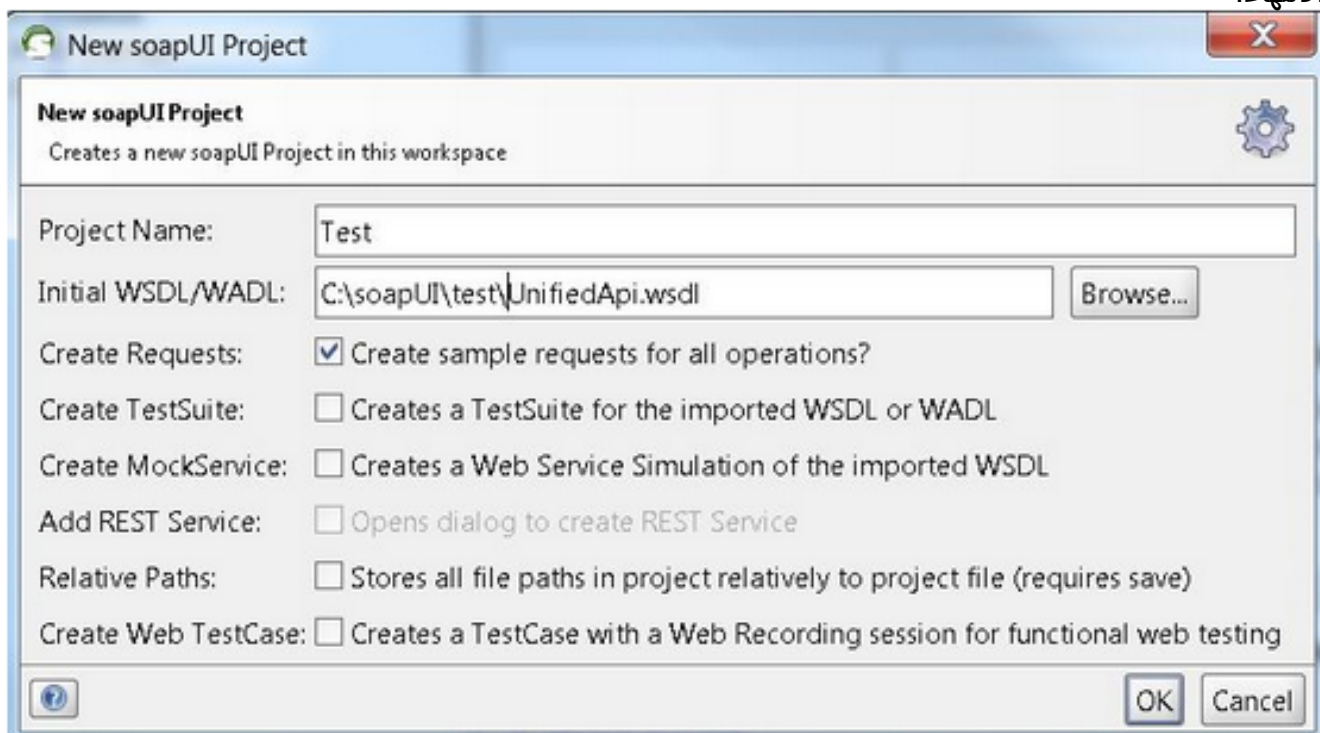 New soapUI Project
New soapUI Project
Creates a new soapUI Project in this workspace
Project Name: Test
Initial WSDL/WADL: C:\soapUI\test\UnifiedApi.wsdl Browse...
Create Requests: Create sample requests for all operations?
Create TestSuite: Creates a TestSuite for the imported WSDL or WADL
Create MockService: Creates a Web Service Simulation of the imported WSDL
Add REST Service: Opens dialog to create REST Service
Relative Paths: Stores all file paths in project relatively to project file (requires save)
Create Web TestCase: Creates a TestCase with a Web Recording session for functional web testing
OK Cancel